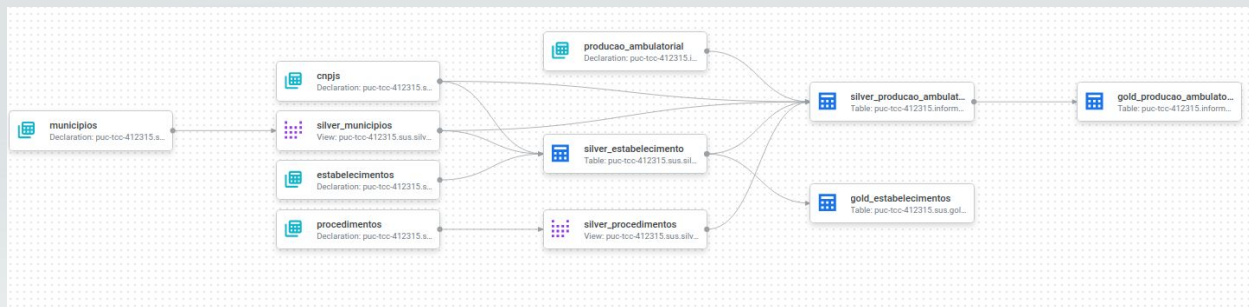 municipios
Declaration: puc-tcc-412315.s...
cnpjs
Declaration: puc-tcc-412315.s...
silver_municipios
View: puc-tcc-412315.sus.silv...
estabelecimentos
Declaration: puc-tcc-412315.s...
procedimentos
Declaration: puc-tcc-412315.s...
producao_ambulatorial
Declaration: puc-tcc-412315.i...
silver_estabelecimento
Table: puc-tcc-412315.sus.sil...
silver_procedimentos
View: puc-tcc-412315.sus.silv...
silver_producao_ambulat...
Table: puc-tcc-412315.inform...
gold_estabelecimentos
Table: puc-tcc-412315.sus.gol...
gold_producao_ambulato...
Table: puc-tcc-412315.inform...